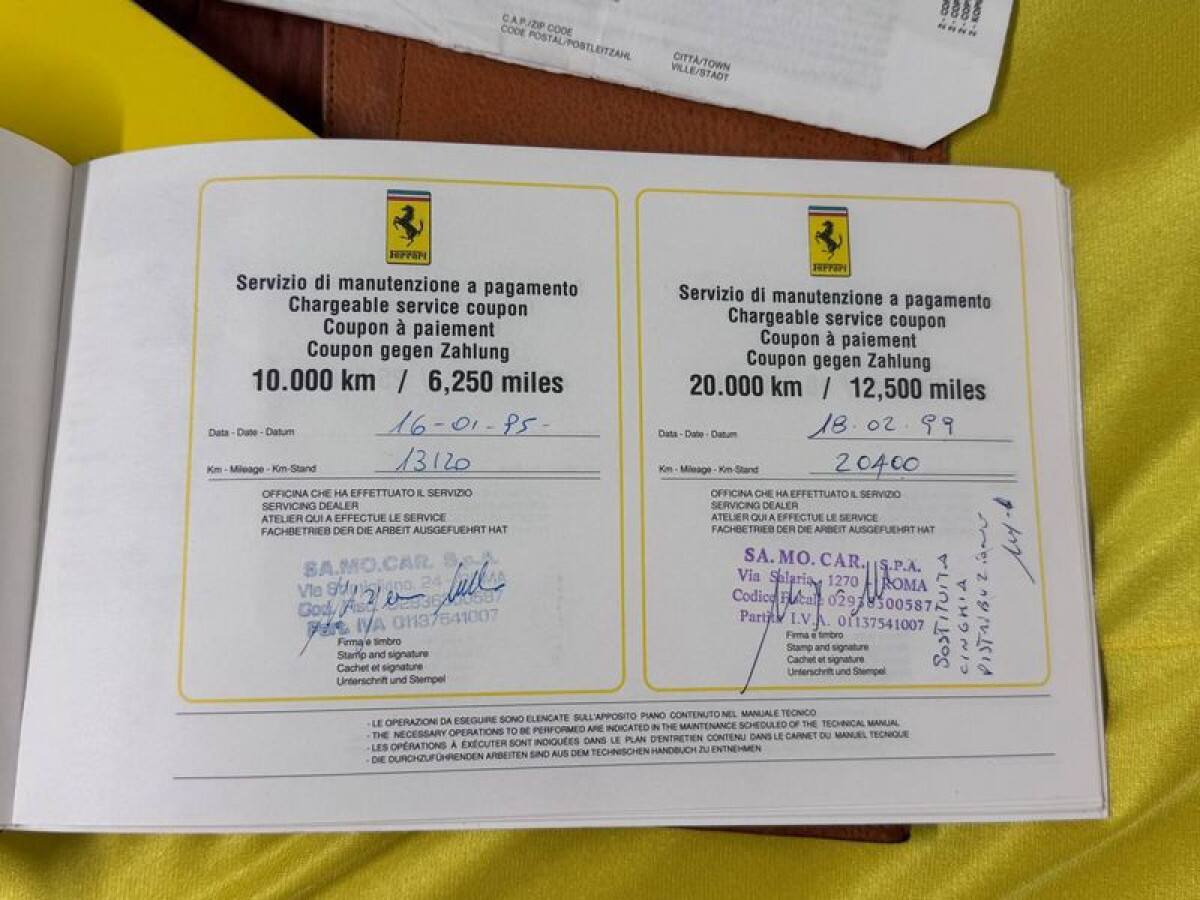 C.A.P./ZIP CODE
CODE POSTAL/POSTLEITZAHL
CITTÀ/TOWN
VILLE/STADT
Ferrari
Servizio di manutenzione a pagamento
Chargeable service coupon
Coupon à paiement
Coupon gegen Zahlung
10.000 km / 6,250 miles
Data - Date - Datum 16-01-95-
Km - Mileage - Km-Stand 13120
OFFICINA CHE HA EFFETTUATO IL SERVIZIO
SERVICING DEALER
ATELIER QUI A EFFECTUE LE SERVICE
FACHBETRIEB DER DIE ARBEIT AUSGEFUEHRT HAT
SA.MO.CAR. S.p.A.
Via
Part. IVA 01137541007
Firma e timbro
Stamp and signature
Cachet et signature
Unterschrift und Stempel
Ferrari
Servizio di manutenzione a pagamento
Chargeable service coupon
Coupon à paiement
Coupon gegen Zahlung
20.000 km / 12,500 miles
Data - Date - Datum 18.02.99
Km - Mileage - Km-Stand 20400
OFFICINA CHE HA EFFETTUATO IL SERVIZIO
SERVICING DEALER
ATELIER QUI A EFFECTUE LE SERVICE
FACHBETRIEB DER DIE ARBEIT AUSGEFUEHRT HAT
SA.MO.CAR. S.P.A.
Via Salaria, 1270 ROMA
Codice Fiscale
Partita I.V.A. 01137541007
Firma e timbro
Stamp and signature
Cachet et signature
Unterschrift und Stempel
SOSTITUITA
CINGHIA
DISTRIBUZIONE
- LE OPERAZIONI DA ESEGUIRE SONO ELENCATE SULL'APPOSITO PIANO CONTENUTO NEL MANUALE TECNICO
- THE NECESSARY OPERATIONS TO BE PERFORMED ARE INDICATED IN THE MAINTENANCE SCHEDULED OF THE TECHNICAL MANUAL
- LES OPÉRATIONS À EXÉCUTER SONT INDIQUÉES DANS LE PLAN D'ENTRETIEN CONTENU DANS LE CARNET DU MANUEL TECNIQUE
- DIE DURCHZUFÜHRENDEN ARBEITEN SIND AUS DEM TECHNISCHEN HANDBUCH ZU ENTNEHMEN